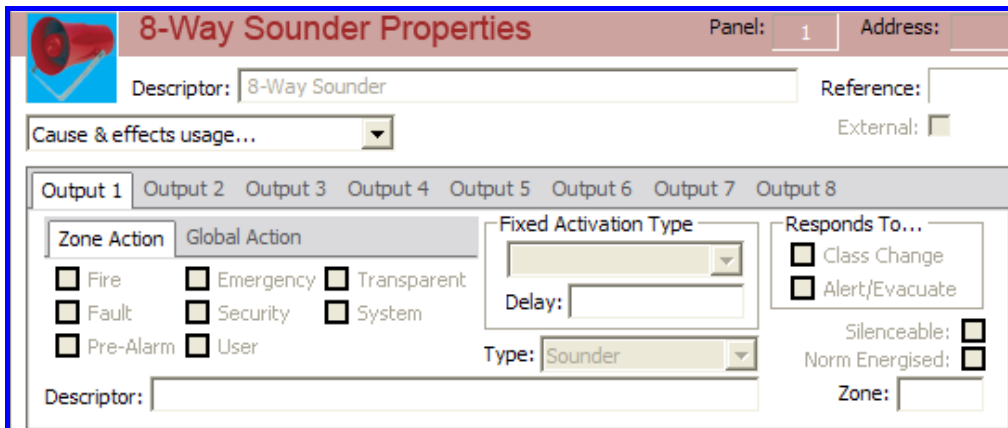 8-Way Sounder Properties Panel: 1 Address:
Descriptor: 8-Way Sounder Reference:
Cause & effects usage... External:
Output 1 Output 2 Output 3 Output 4 Output 5 Output 6 Output 7 Output 8
Zone Action Global Action Fixed Activation Type Responds To...
Fire Emergency Transparent Class Change
Fault Security System Delay: Alert/Evacuate
Pre-Alarm User Type: Sounder Silenceable:
Norm Energised:
Descriptor: Zone: